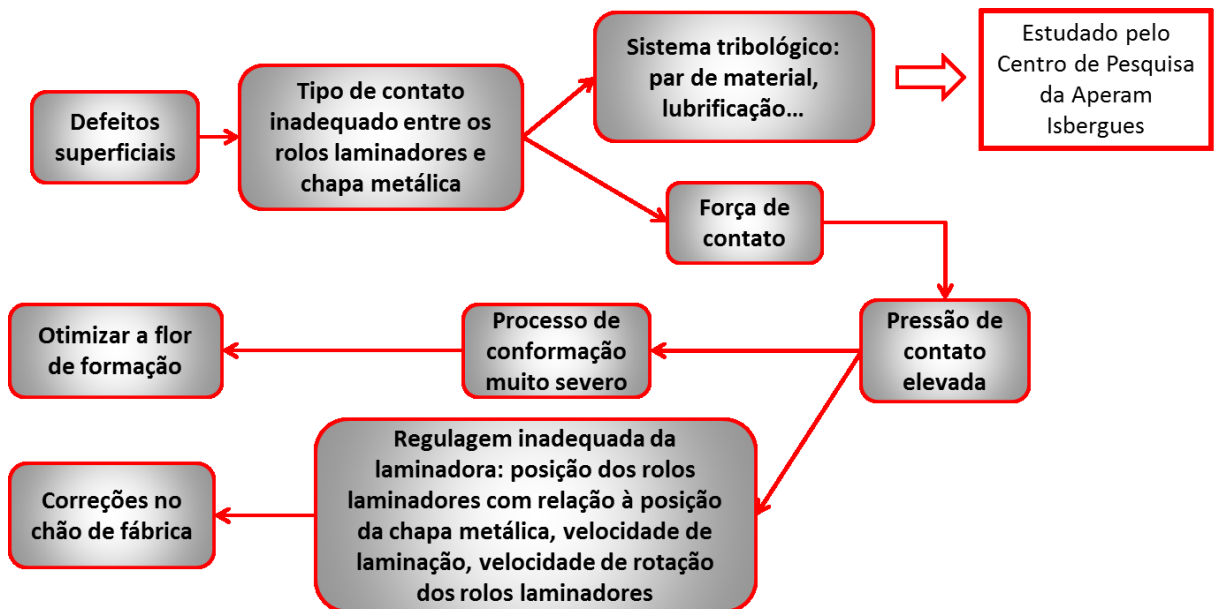 Defeitos
superficiais
Tipo de contato
inadequado entre os
rolos laminadores e
chapa metálica
Sistema tribológico:
par de material,
lubrificação...
Estudado pelo
Centro de Pesquisa
da Aperam
Isbergues
Força de
contato
Pressão de
contato
elevada
Processo de
conformação
muito severo
Otimizar a flor
de formação
Regulagem inadequada da
laminadora: posição dos rolos
laminadores com relação à posição
da chapa metálica, velocidade de
laminação, velocidade de rotação
dos rolos laminadores
Correções no
chão de fábrica